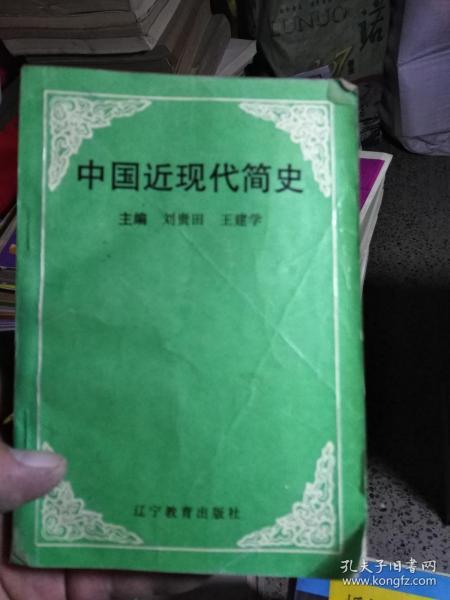 中国近现代简史
主编 刘贵田 王建学
辽宁教育出版社
孔夫子旧书网
www.kongfz.com